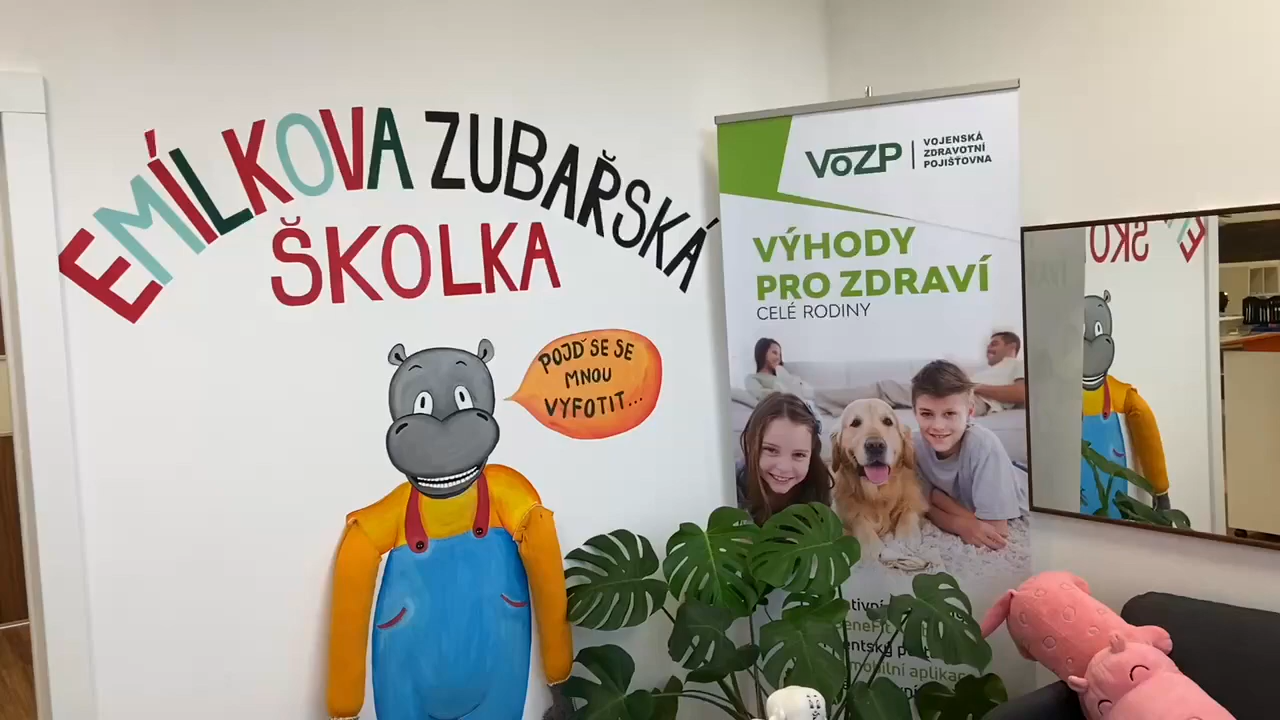 EMÍLKOVA ZUBAŘSKÁ
ŠKOLKA
POJĎ SE SE
MNOU
VYFOTIT...
VoZP
VOJENSKÁ
ZDRAVOTNÍ
POJIŠŤOVNA
VÝHODY
PRO ZDRAVÍ
CELÉ RODINY